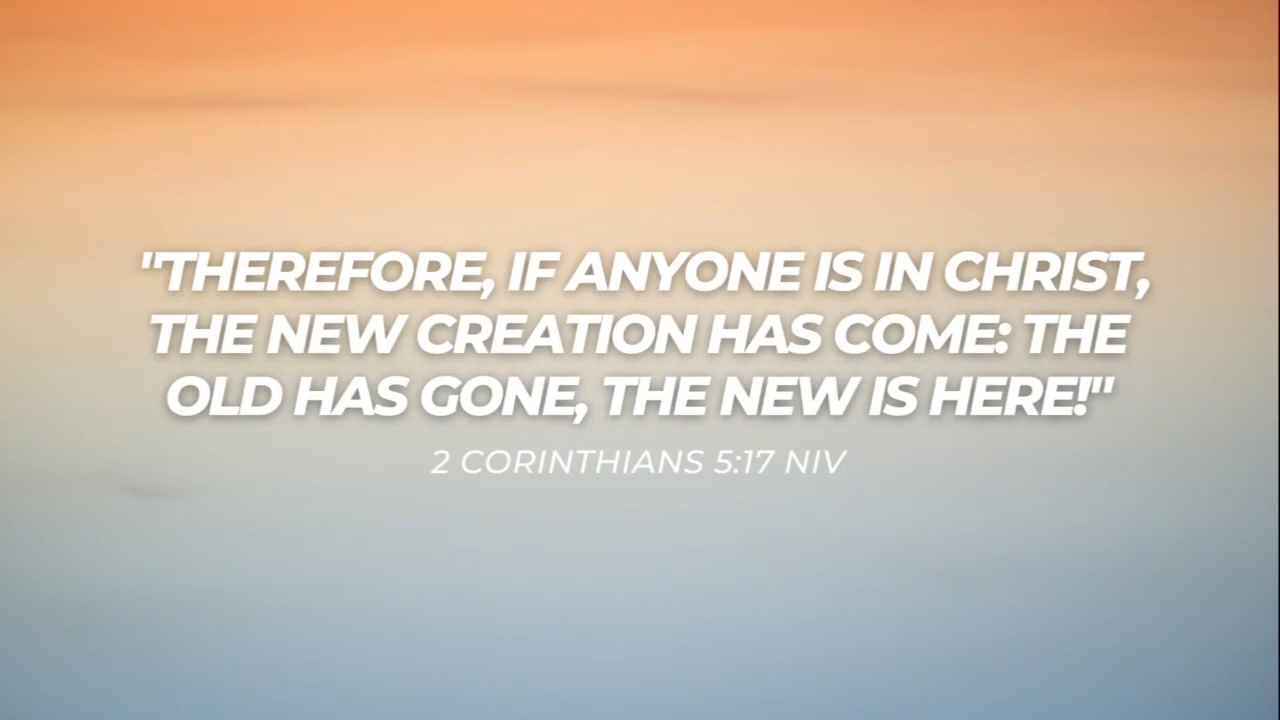 "THEREFORE, IF ANYONE IS IN CHRIST,
THE NEW CREATION HAS COME: THE
OLD HAS GONE, THE NEW IS HERE!"
2 CORINTHIANS 5:17 NIV